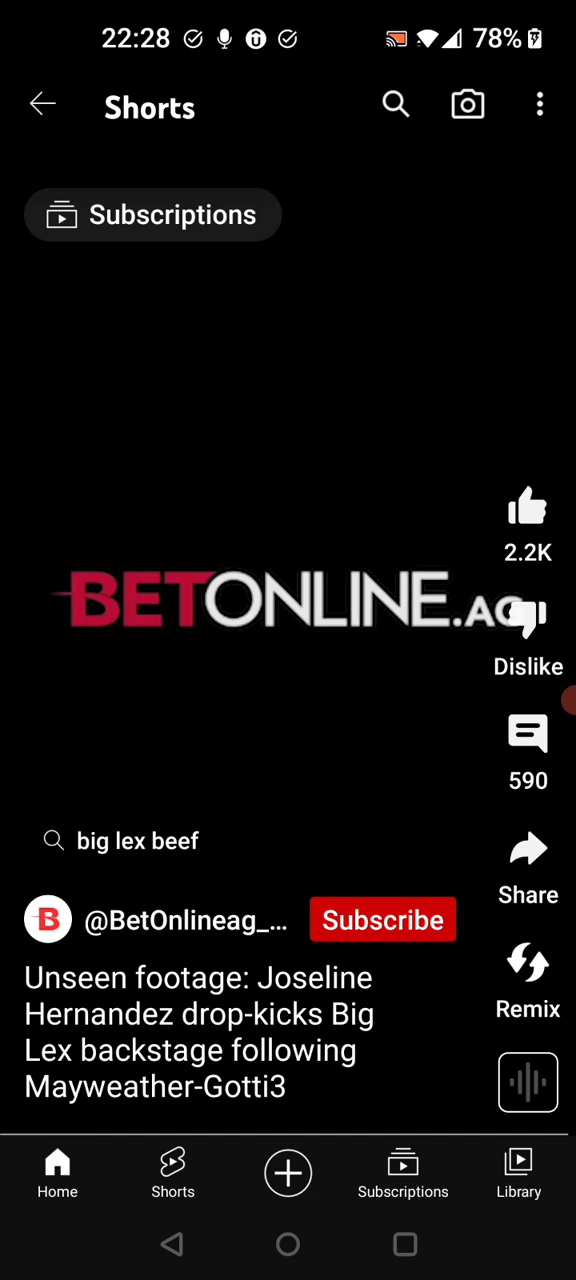 22:28
78%
Shorts
Subscriptions
BETONLINE.AG
2.2K
Dislike
590
big lex beef
Share
B @BetOnlineag_... Subscribe
Unseen footage: Joseline
Hernandez drop-kicks Big
Lex backstage following
Mayweather-Gotti3
Remix
Home
Shorts
Subscriptions
Library